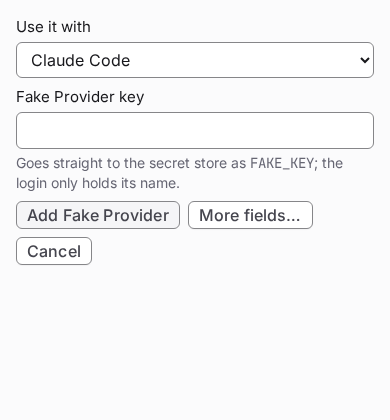 Use it with
Claude Code
Fake Provider key
Goes straight to the secret store as FAKE_KEY; the
login only holds its name.
Add Fake Provider
More fields...
Cancel